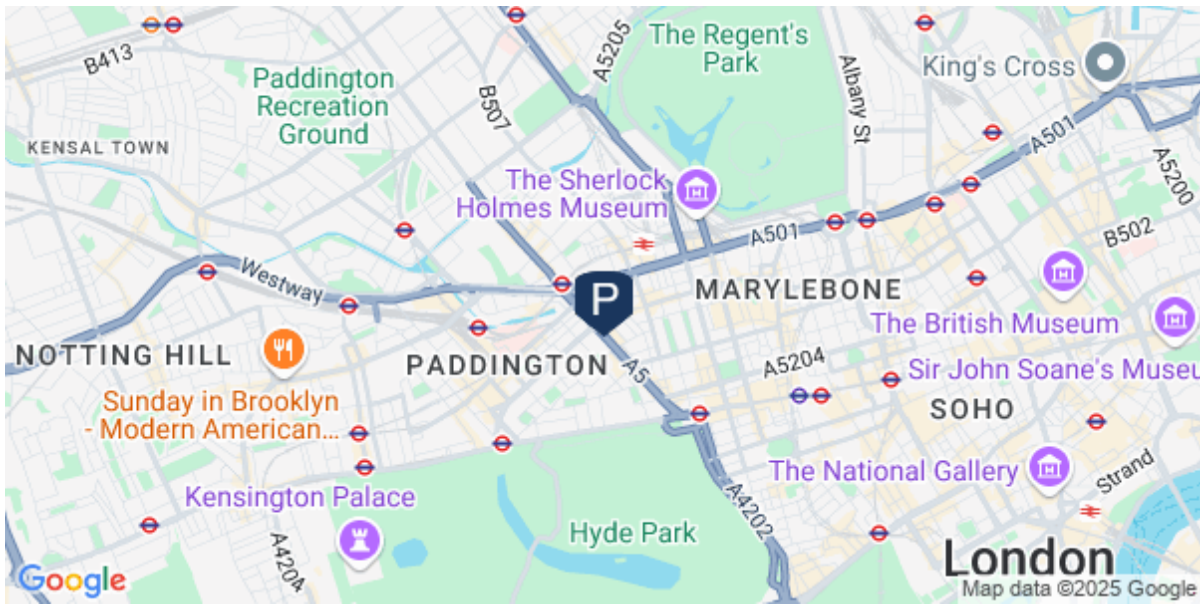 B413
Paddington
Recreation
Ground
B507
A5205
The Regent's
Park
Albany St
King's Cross
A501
A5200
KENSAL TOWN
The Sherlock
Holmes Museum
A501
B502
Westway
P
MARYLEBONE
The British Museum
NOTTING HILL
PADDINGTON
A5
A5204
Sir John Soane's Museu
Sunday in Brooklyn
- Modern American...
SOHO
The National Gallery
Strand
Kensington Palace
A4202
Hyde Park
A4204
London
Google
Map data ©2025 Google